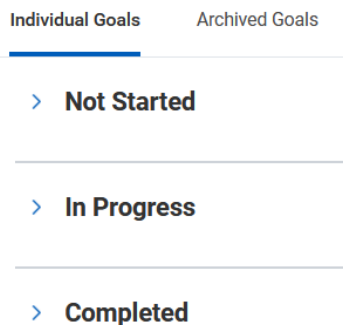 Individual Goals Archived Goals
Not Started
In Progress
Completed